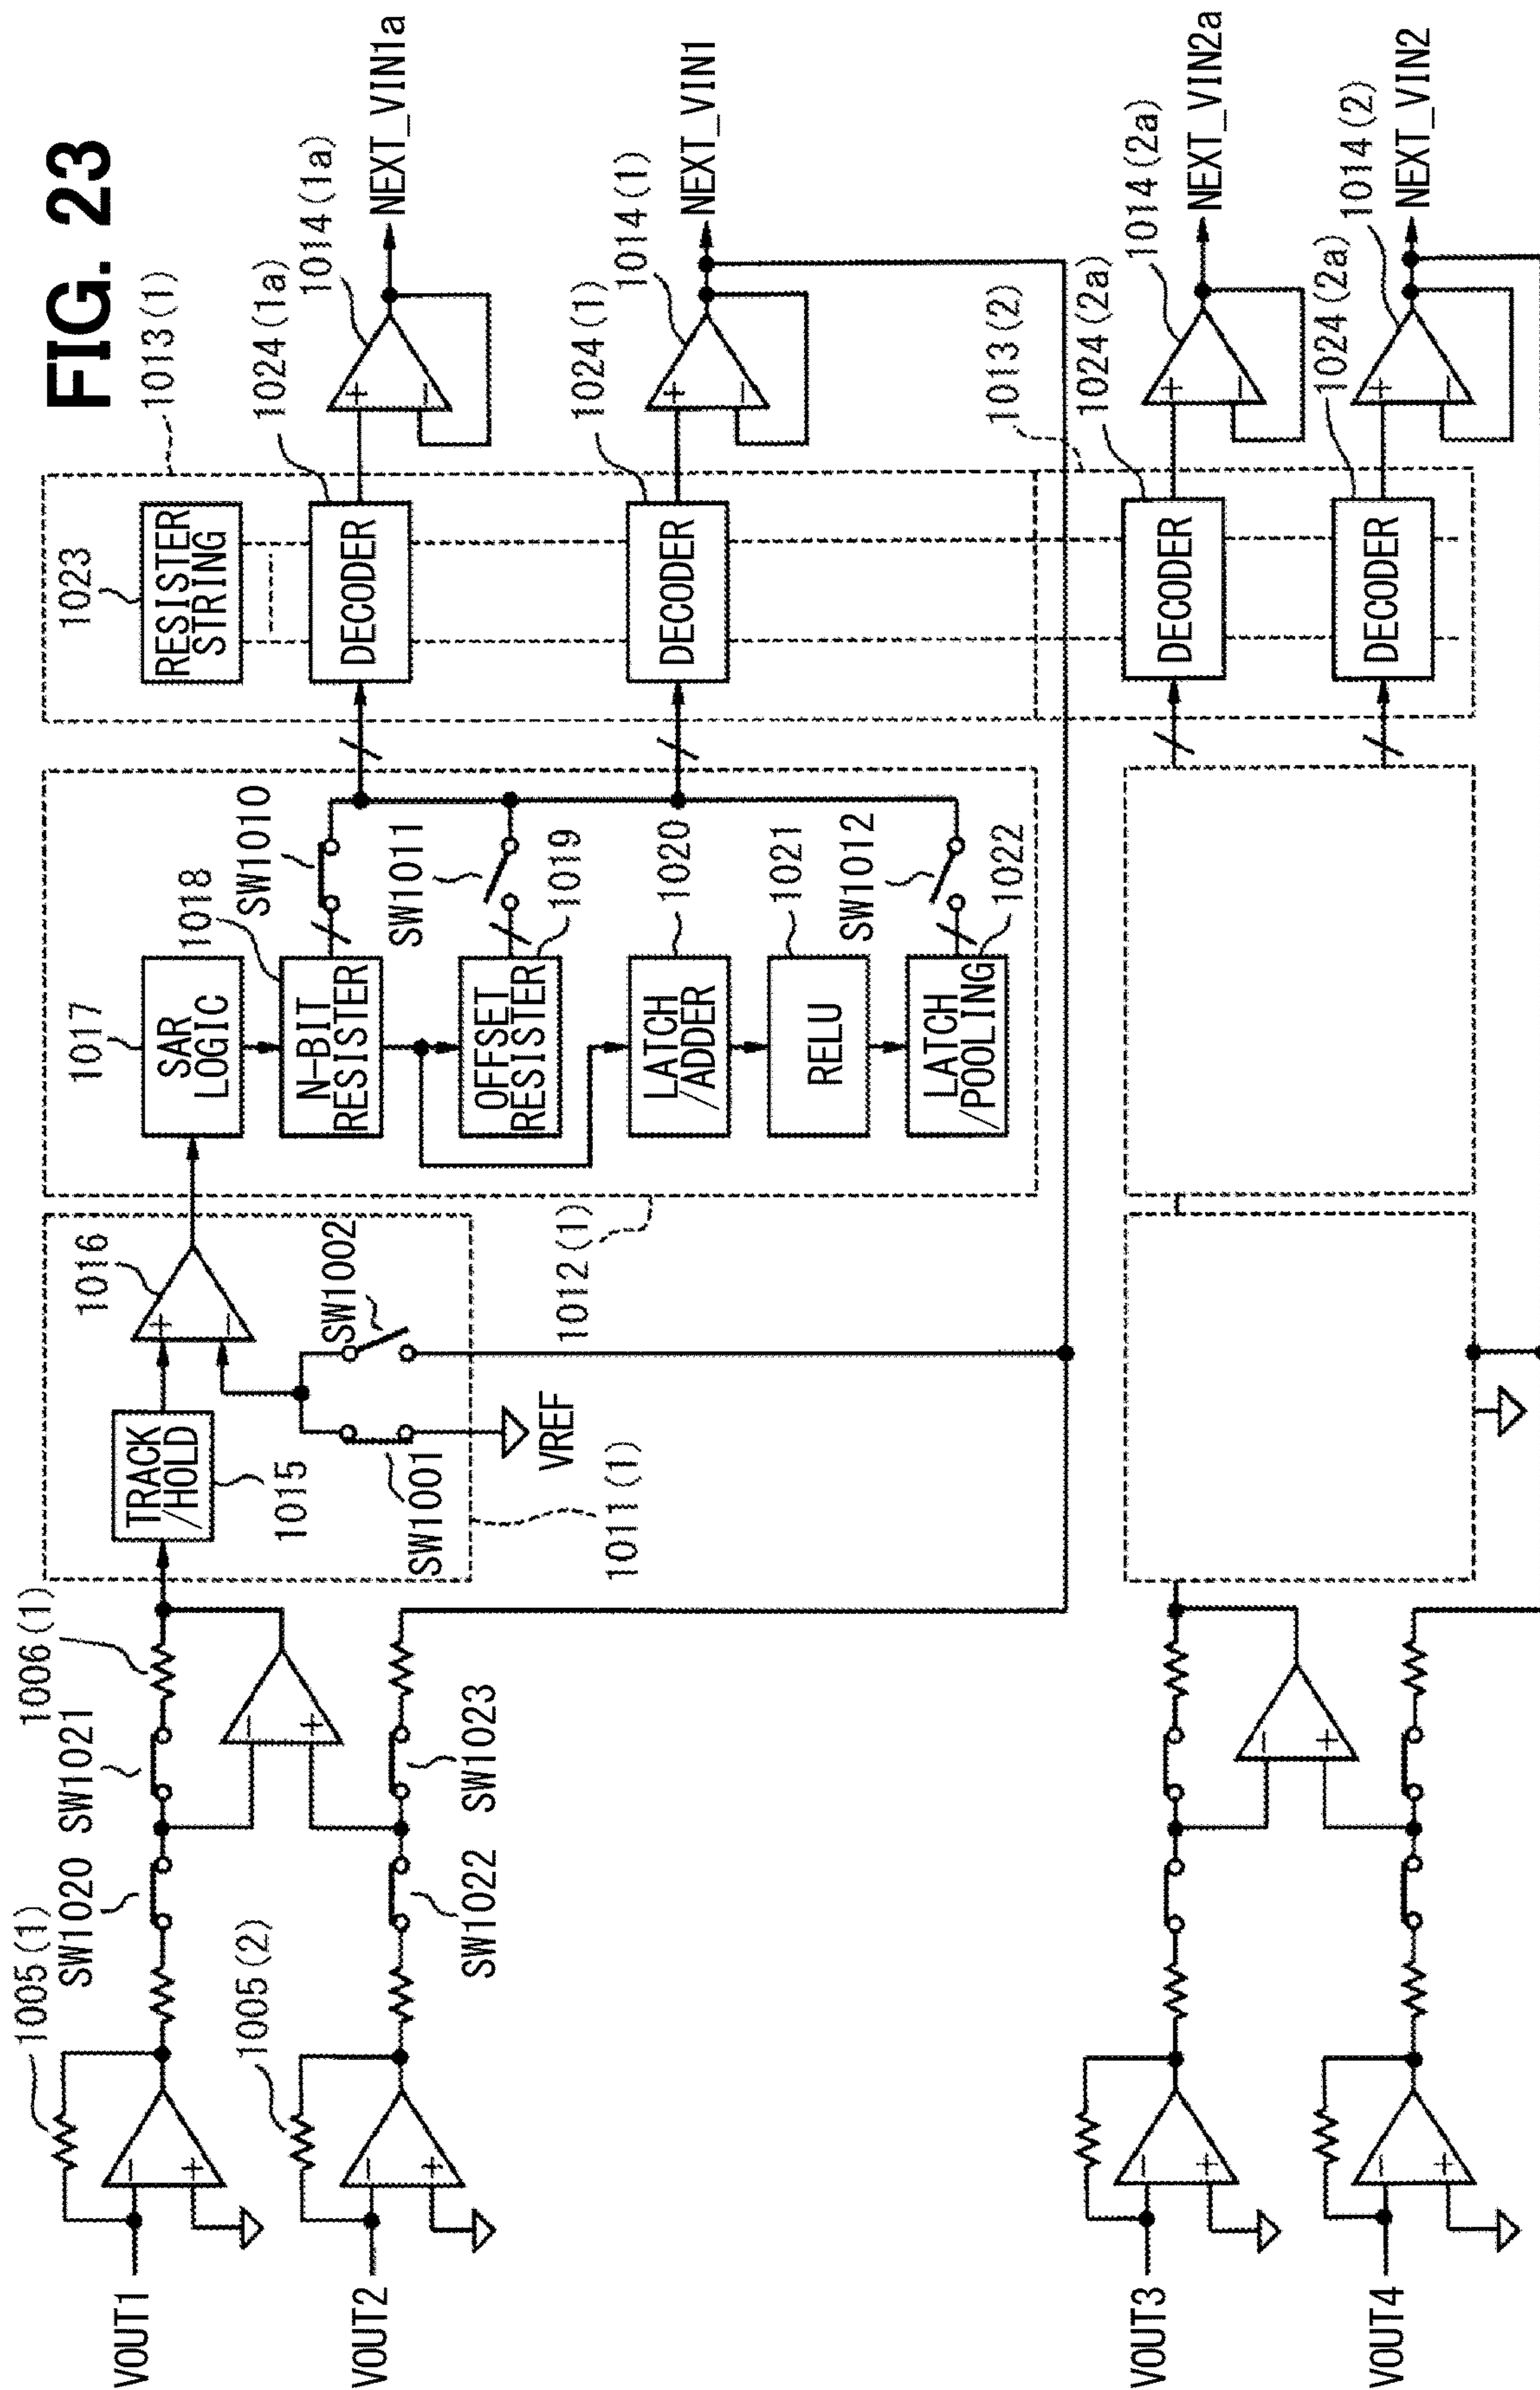 FIG. 23
1005(1)
SW1020
SW1021
1006(1)
VOUT1
1005(2)
VOUT2
SW1022
SW1023
TRACK
/HOLD
1015
1016
SW1001
SW1002
VREF
1011(1)
1012(1)
1017
SAR
LOGIC
1018
N-BIT
RESISTER
SW1010
OFFSET
RESISTER
SW1011
1019
LATCH
/ADDER
1020
RELU
1021
LATCH
/POOLING
SW1012
1022
1023
RESISTER
STRING
1013(1)
DECODER
1024(1a)
1014(1a)
NEXT_VIN1a
DECODER
1024(1)
1014(1)
NEXT_VIN1
1013(2)
VOUT3
VOUT4
DECODER
1024(2a)
1014(2a)
NEXT_VIN2a
DECODER
1024(2a)
1014(2)
NEXT_VIN2